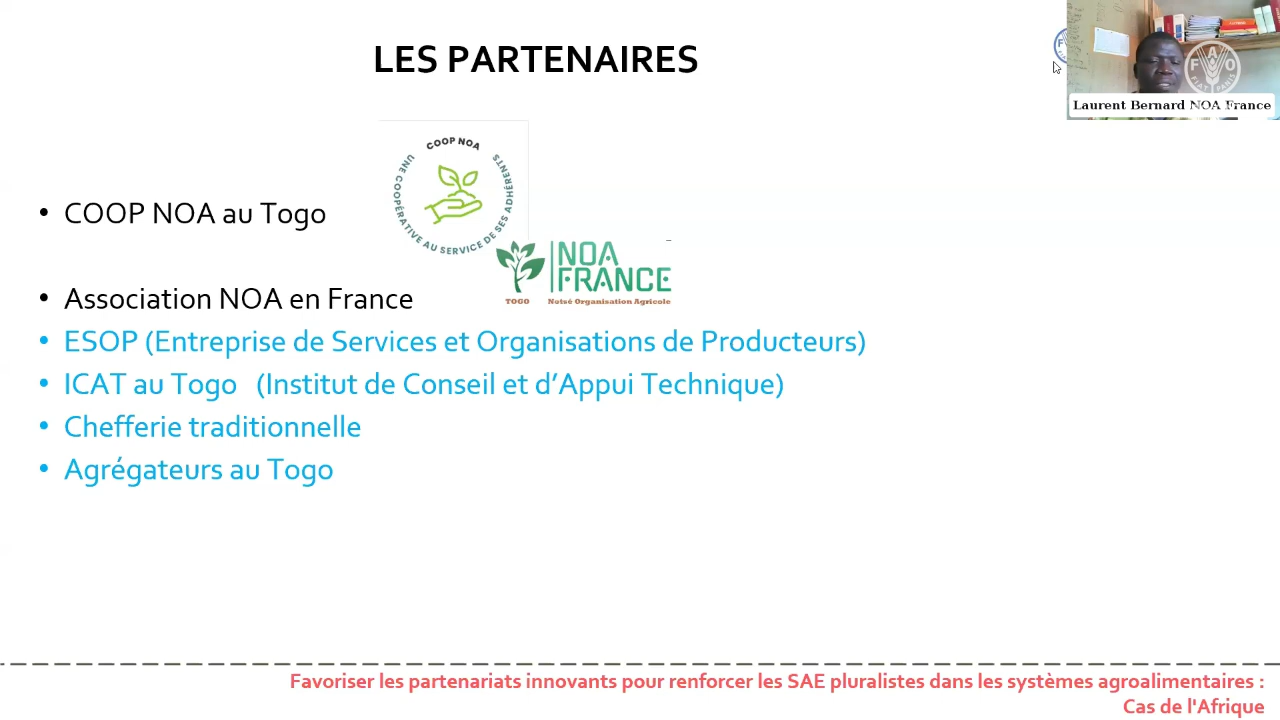 LES PARTENAIRES
Laurent Bernard NOA France
FAO
FIAT PANIS
COOP NOA
UNE COOPÉRATIVE AU SERVICE DE SES ADHÉRENTS
• COOP NOA au Togo
NOA
FRANCE
TOGO Notsé Organisation Agricole
• Association NOA en France
• ESOP (Entreprise de Services et Organisations de Producteurs)
• ICAT au Togo (Institut de Conseil et d’Appui Technique)
• Chefferie traditionnelle
• Agrégateurs au Togo
Favoriser les partenariats innovants pour renforcer les SAE pluralistes dans les systèmes agroalimentaires :
Cas de l'Afrique